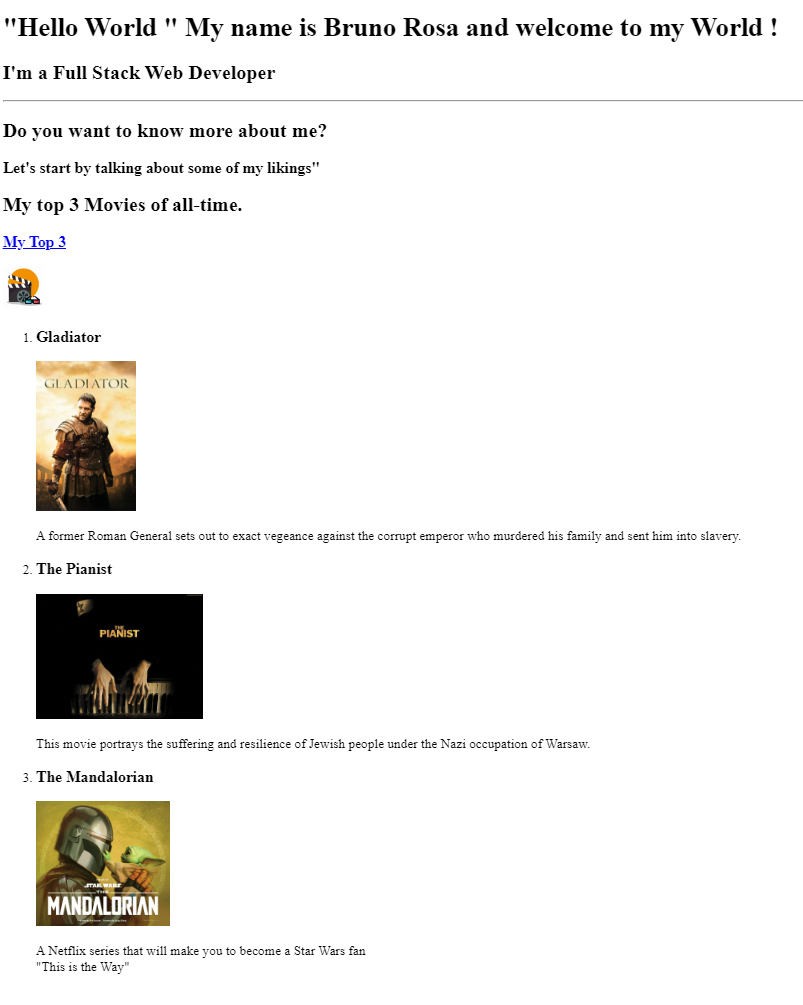 "Hello World " My name is Bruno Rosa and welcome to my World !
I'm a Full Stack Web Developer
Do you want to know more about me?
Let's start by talking about some of my likings"
My top 3 Movies of all-time.
My Top 3
1. Gladiator
GLADIATOR
A former Roman General sets out to exact vegeance against the corrupt emperor who murdered his family and sent him into slavery.
2. The Pianist
THE
PIANIST
This movie portrays the suffering and resilience of Jewish people under the Nazi occupation of Warsaw.
3. The Mandalorian
STAR WARS
THE
MANDALORIAN
A Netflix series that will make you to become a Star Wars fan
"This is the Way"